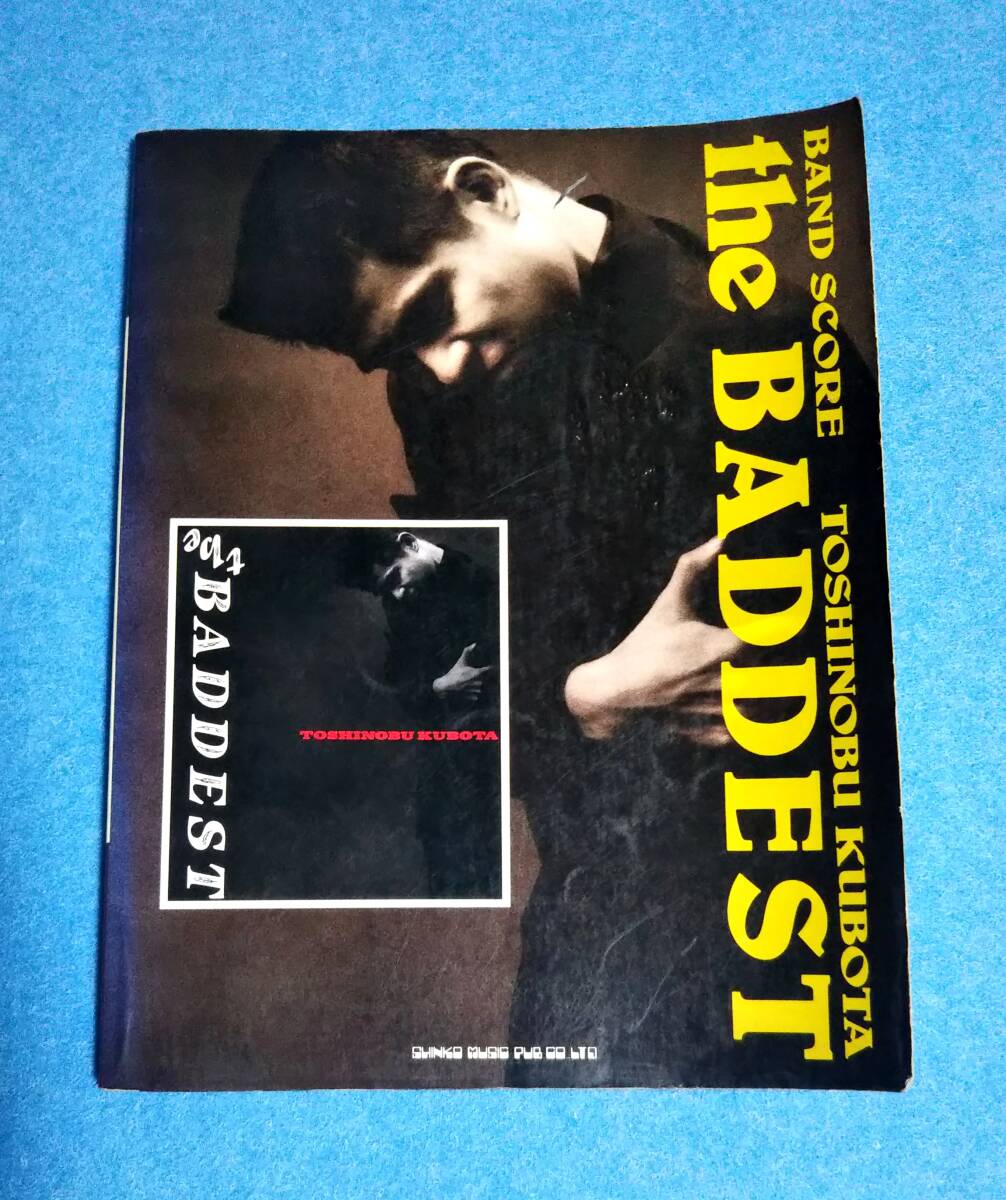 BAND SCORE TOSHINOBU KUBOTA
the BADDEST
the BADDEST
TOSHINOBU KUBOTA
SHINKO MUSIC PUB CO. LTD